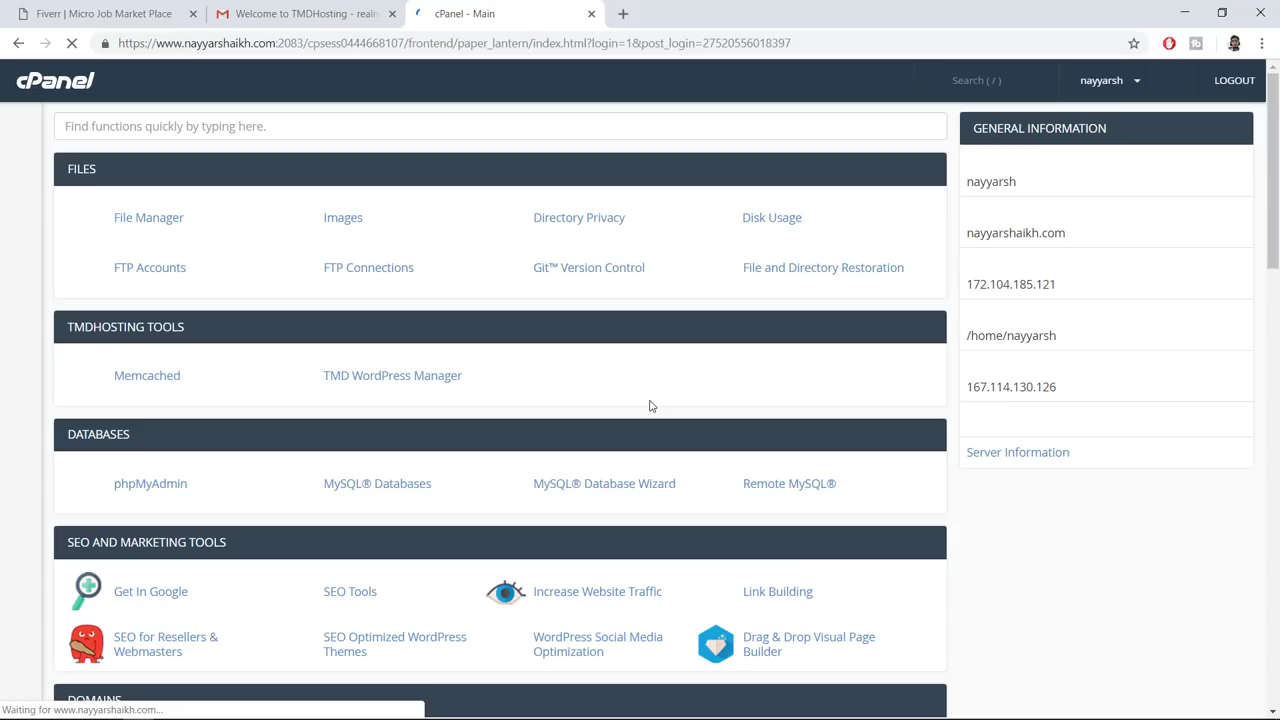 Fiverr | Micro Job Market Place
Welcome to TMDHosting - realn
cPanel - Main
https://www.nayyarshaikh.com:2083/cpsess0444668107/frontend/paper_lantern/index.html?login=1&post_login=27520556018397
cPanel
Search ( / )
nayyarsh
LOGOUT
Find functions quickly by typing here.
GENERAL INFORMATION
FILES
nayyarsh
File Manager
Images
Directory Privacy
Disk Usage
nayyarshaikh.com
FTP Accounts
FTP Connections
Git™ Version Control
File and Directory Restoration
172.104.185.121
TMDHOSTING TOOLS
/home/nayyarsh
Memcached
TMD WordPress Manager
167.114.130.126
DATABASES
Server Information
phpMyAdmin
MySQL® Databases
MySQL® Database Wizard
Remote MySQL®
SEO AND MARKETING TOOLS
Get In Google
SEO Tools
Increase Website Traffic
Link Building
SEO for Resellers &
Webmasters
SEO Optimized WordPress
Themes
WordPress Social Media
Optimization
Drag & Drop Visual Page
Builder
DOMAINS
Waiting for www.nayyarshaikh.com...